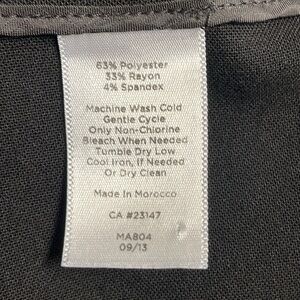 63% Polyester
33% Rayon
4% Spandex
Machine Wash Cold
Gentle Cycle
Only Non-Chlorine
Bleach When Needed
Tumble Dry Low
Cool Iron, If Needed
Or Dry Clean
Made In Morocco
CA #23147
MA804
09/13